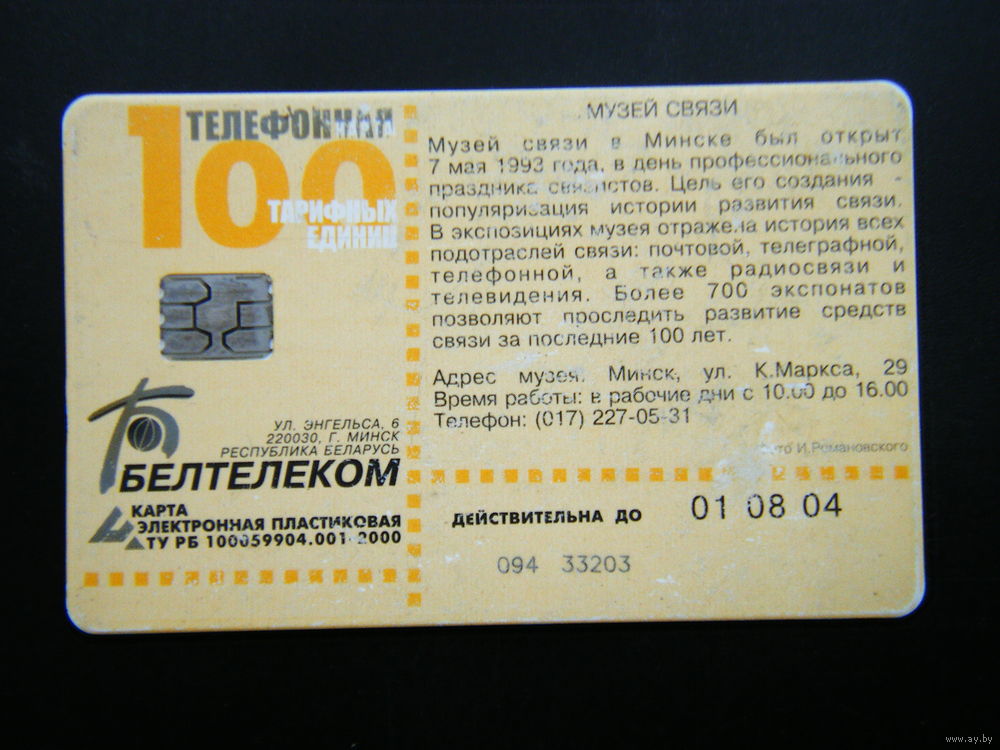 ТЕЛЕФОННАЯ
КАРТА
100
ТАРИФНЫХ
ЕДИНИЦ
БЕЛТЕЛЕКОМ
УЛ. ЭНГЕЛЬСА, 6
220030, Г. МИНСК
РЕСПУБЛИКА БЕЛАРУСЬ
КАРТА
ЭЛЕКТРОННАЯ ПЛАСТИКОВАЯ
ТУ РБ 100059904.001-2000
МУЗЕЙ СВЯЗИ
Музей связи в Минске был открыт
7 мая 1993 года, в день профессионального
праздника связистов. Цель его создания -
популяризация истории развития связи.
В экспозициях музея отражена история всех
подотраслей связи: почтовой, телеграфной,
телефонной, а также радиосвязи и
телевидения. Более 700 экспонатов
позволяют проследить развитие средств
связи за последние 100 лет.
Адрес музея: Минск, ул. К.Маркса, 29
Время работы: в рабочие дни с 10.00 до 16.00
Телефон: (017) 227-05-31
Фото И.Романовского
ДЕЙСТВИТЕЛЬНА ДО 01 08 04
094 33203
www.ay.by